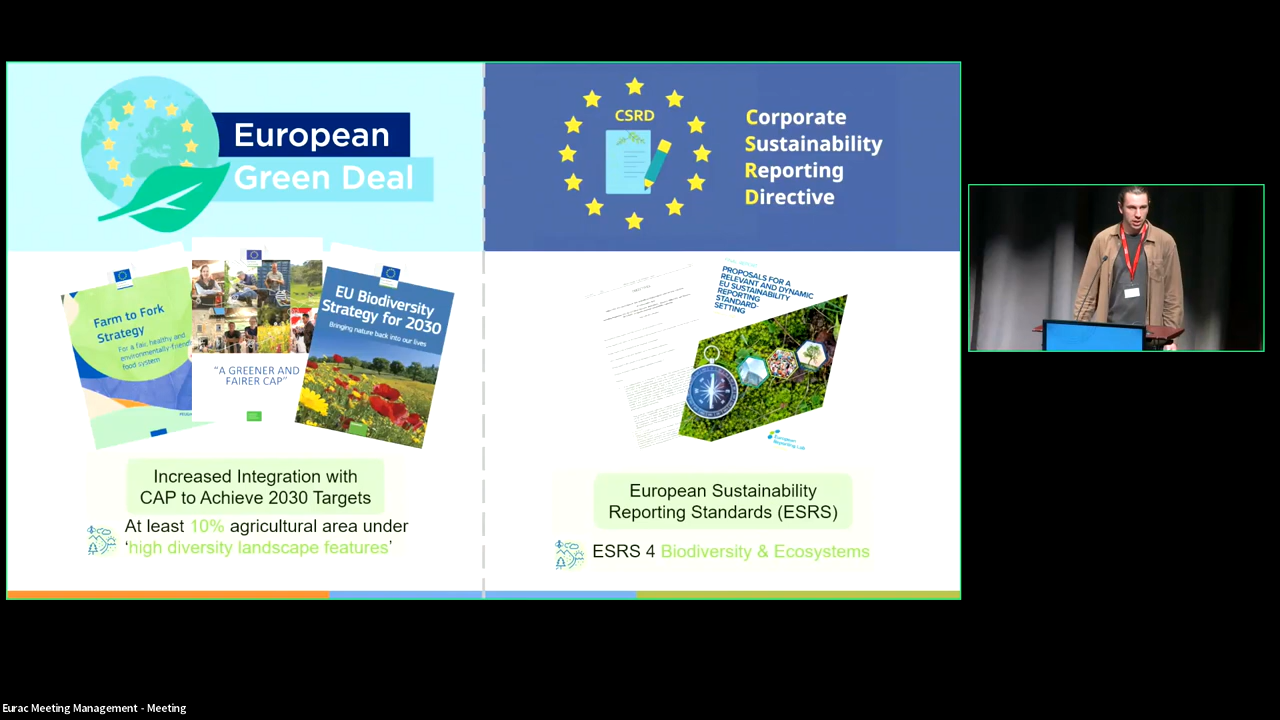 European
Green Deal
Farm to Fork
Strategy
For a fair, healthy and
environmentally-friendly
food system
"A GREENER AND
FAIRER CAP"
EU Biodiversity
Strategy for 2030
Bringing nature back into our lives
Increased Integration with
CAP to Achieve 2030 Targets
At least 10% agricultural area under
‘high diversity landscape features’
CSRD
Corporate
Sustainability
Reporting
Directive
PROPOSALS FOR A
RELEVANT AND DYNAMIC
EU SUSTAINABILITY
REPORTING
STANDARD-
SETTING
European
Reporting Lab
European Sustainability
Reporting Standards (ESRS)
ESRS 4 Biodiversity & Ecosystems
Eurac Meeting Management - Meeting